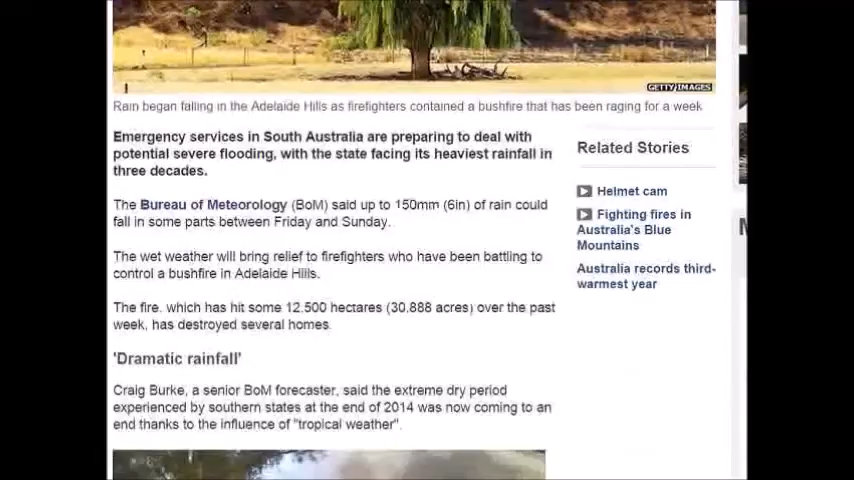 GETTY IMAGES
Rain began falling in the Adelaide Hills as firefighters contained a bushfire that has been raging for a week
Emergency services in South Australia are preparing to deal with
potential severe flooding, with the state facing its heaviest rainfall in
three decades.
The Bureau of Meteorology (BoM) said up to 150mm (6in) of rain could
fall in some parts between Friday and Sunday.
The wet weather will bring relief to firefighters who have been battling to
control a bushfire in Adelaide Hills.
The fire, which has hit some 12,500 hectares (30,888 acres) over the past
week, has destroyed several homes.
'Dramatic rainfall'
Craig Burke, a senior BoM forecaster, said the extreme dry period
experienced by southern states at the end of 2014 was now coming to an
end thanks to the influence of "tropical weather".
Related Stories
Helmet cam
Fighting fires in
Australia's Blue
Mountains
Australia records third-
warmest year